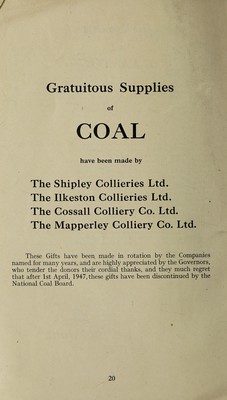 Gratuitous Supplies
of
COAL
have been made by
The Shipley Collieries Ltd.
The Ilkeston Collieries Ltd.
The Cossall Colliery Co. Ltd.
The Mapperley Colliery Co. Ltd.
These Gifts have been made in rotation by the Companies
named for many years, and are highly appreciated by the Governors,
who tender the donors their cordial thanks, and they much regret
that after 1st April, 1947, these gifts have been discontinued by the
National Coal Board.
20